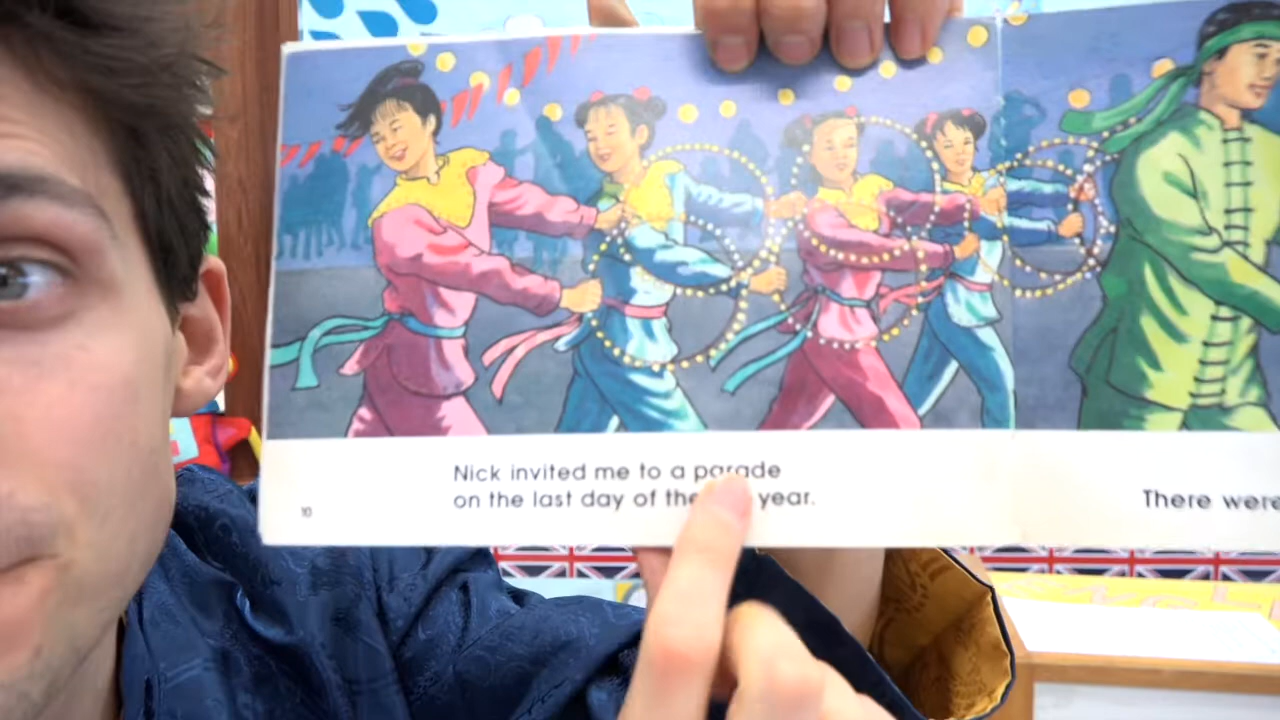 Nick invited me to a parade
on the last day of the year.
10
There were